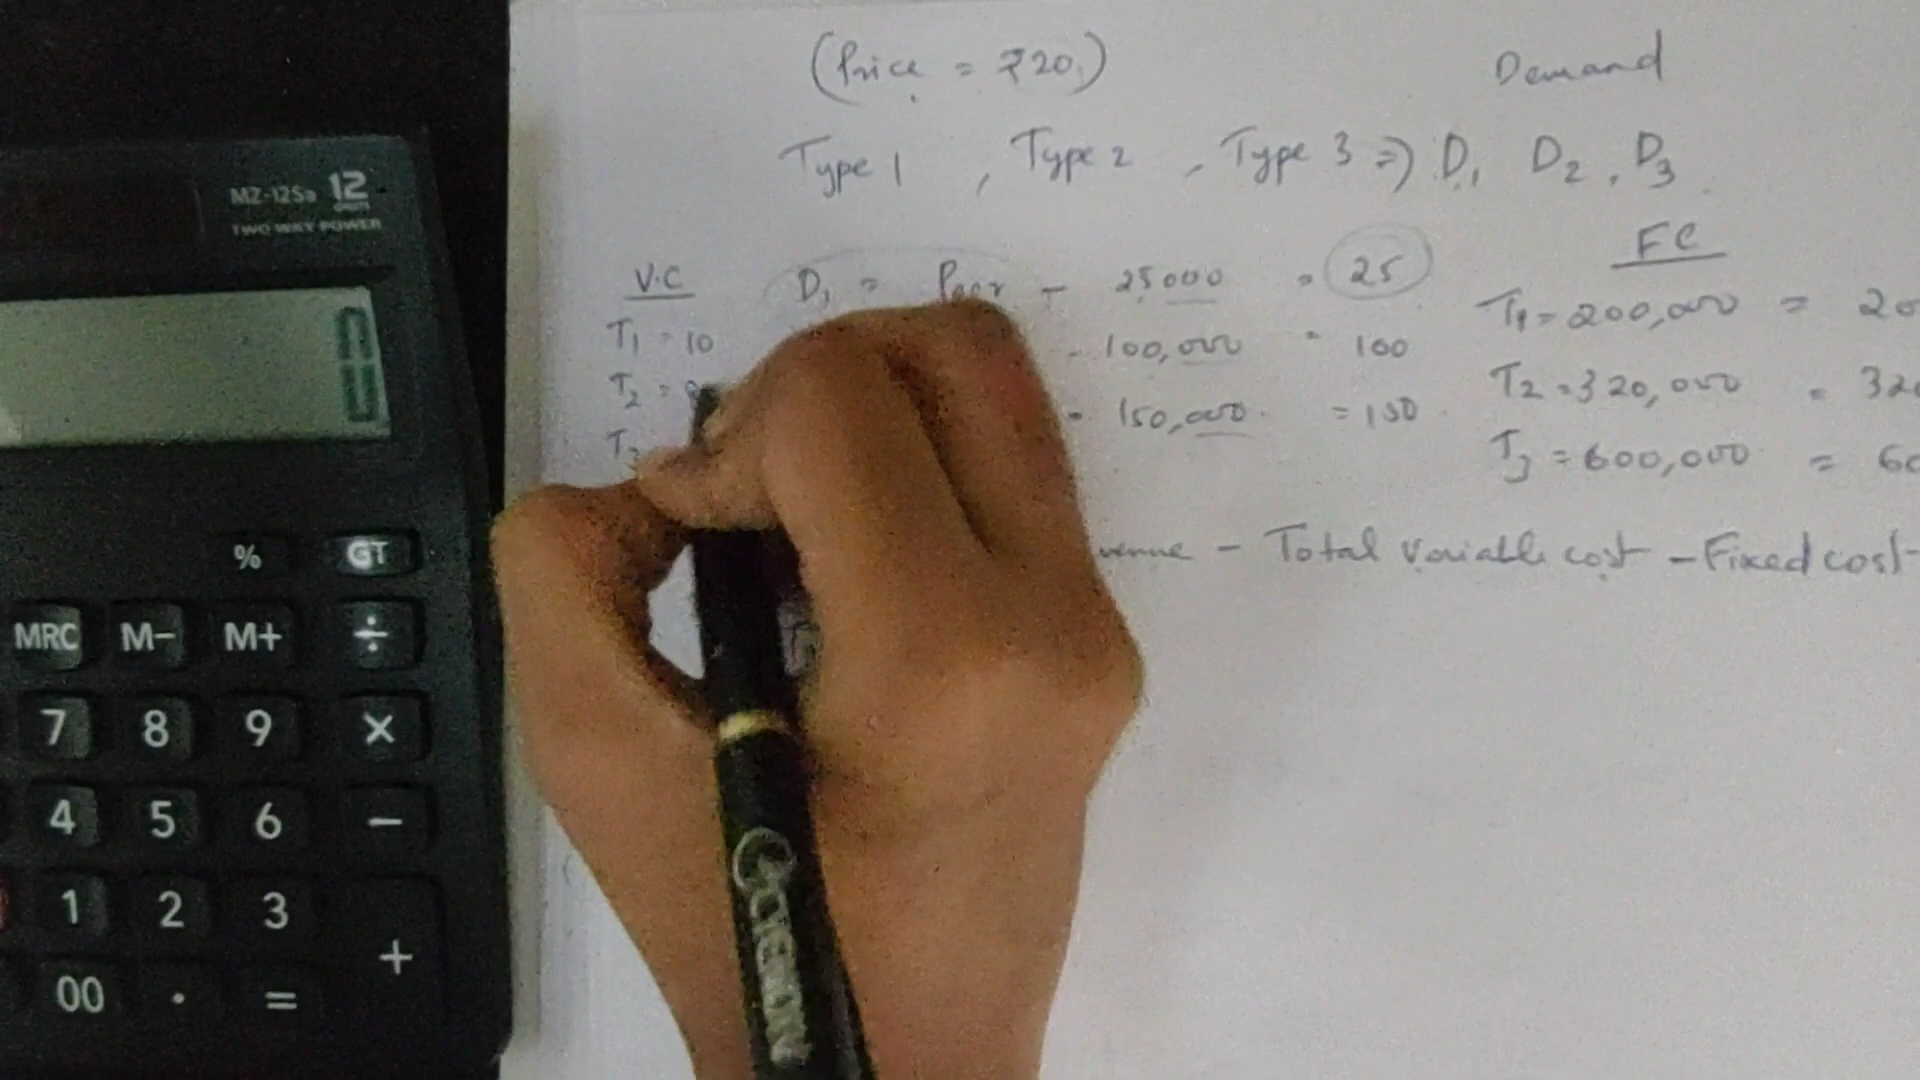 (Price = ₹20.)
Demand
Type 1 , Type 2 , Type 3 => D1 D2 . D3
FC
V.C
D1 = Poor - 25000 = 25
T1 = 10
- 100,000 = 100
T2 =
- 150,000 = 150
T3
T1 = 200,000 = 20
T2 = 320,000 = 320
T3 = 600,000 = 60
- Total Variable cost - Fixed cost
MZ-12Sa 12
TWO WAY POWER
% GT
MRC M- M+ ÷
7 8 9 ×
4 5 6 −
1 2 3 +
00 . =